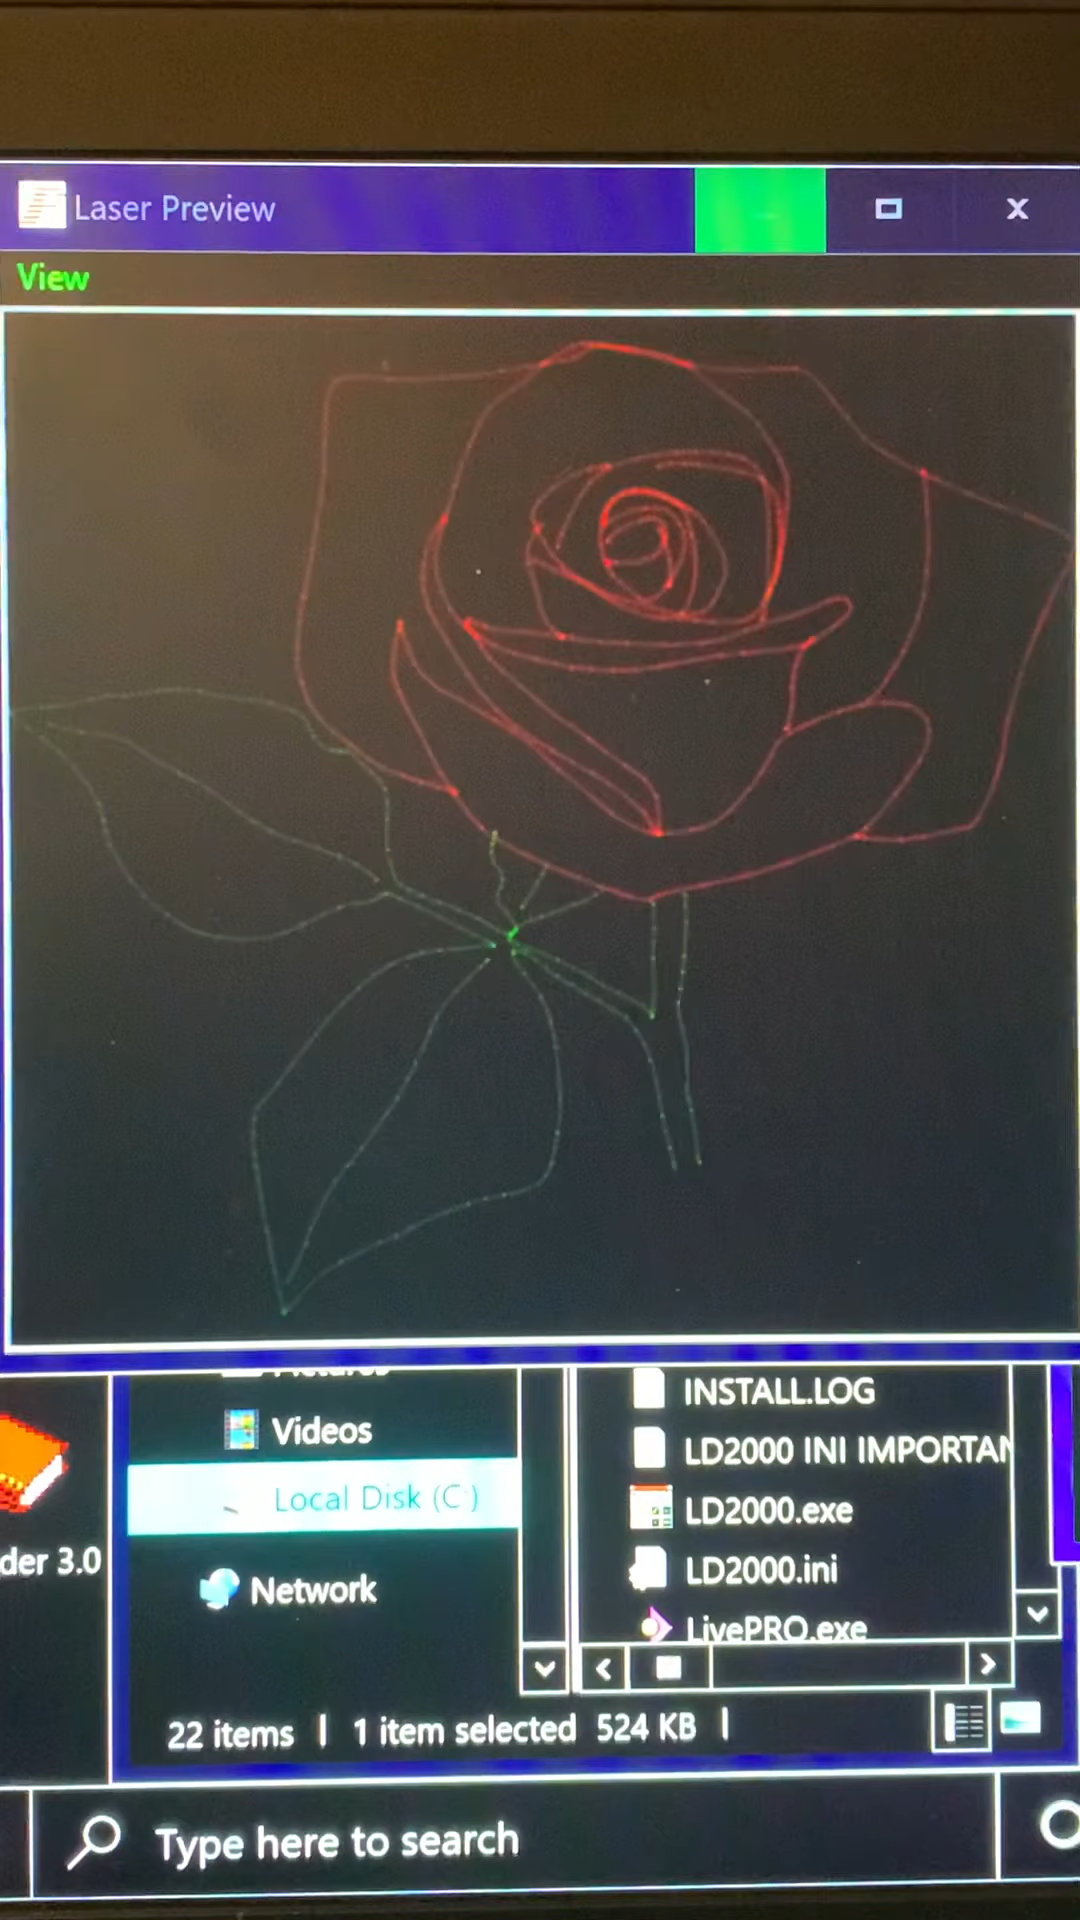 Laser Preview
View
Videos
Local Disk (C:)
Network
der 3.0
INSTALL.LOG
LD2000 INI IMPORTAN
LD2000.exe
LD2000.ini
LivePRO.exe
22 items | 1 item selected 524 KB |
Type here to search